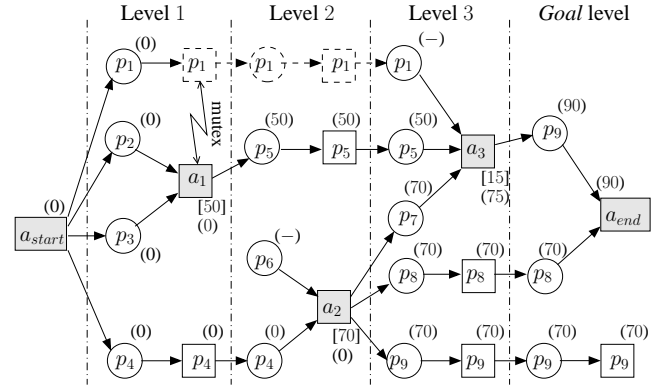 Level 1 Level 2 Level 3 Goal level
(0) (−)
p1 p1 p1 p1 p1
(0) mutex (50) (50) (50) (90)
p2 p5 p5 p5 a3 p9
(0) a1 [15] (90)
astart [50] (70) (75) aend
p3 (0) (−) p7
(0) p6 (70) (70) (70)
a2 p8 p8 p8
(0) (0) (0) [70] (70) (70) (70) (70)
p4 p4 p4 (0) p9 p9 p9 p9